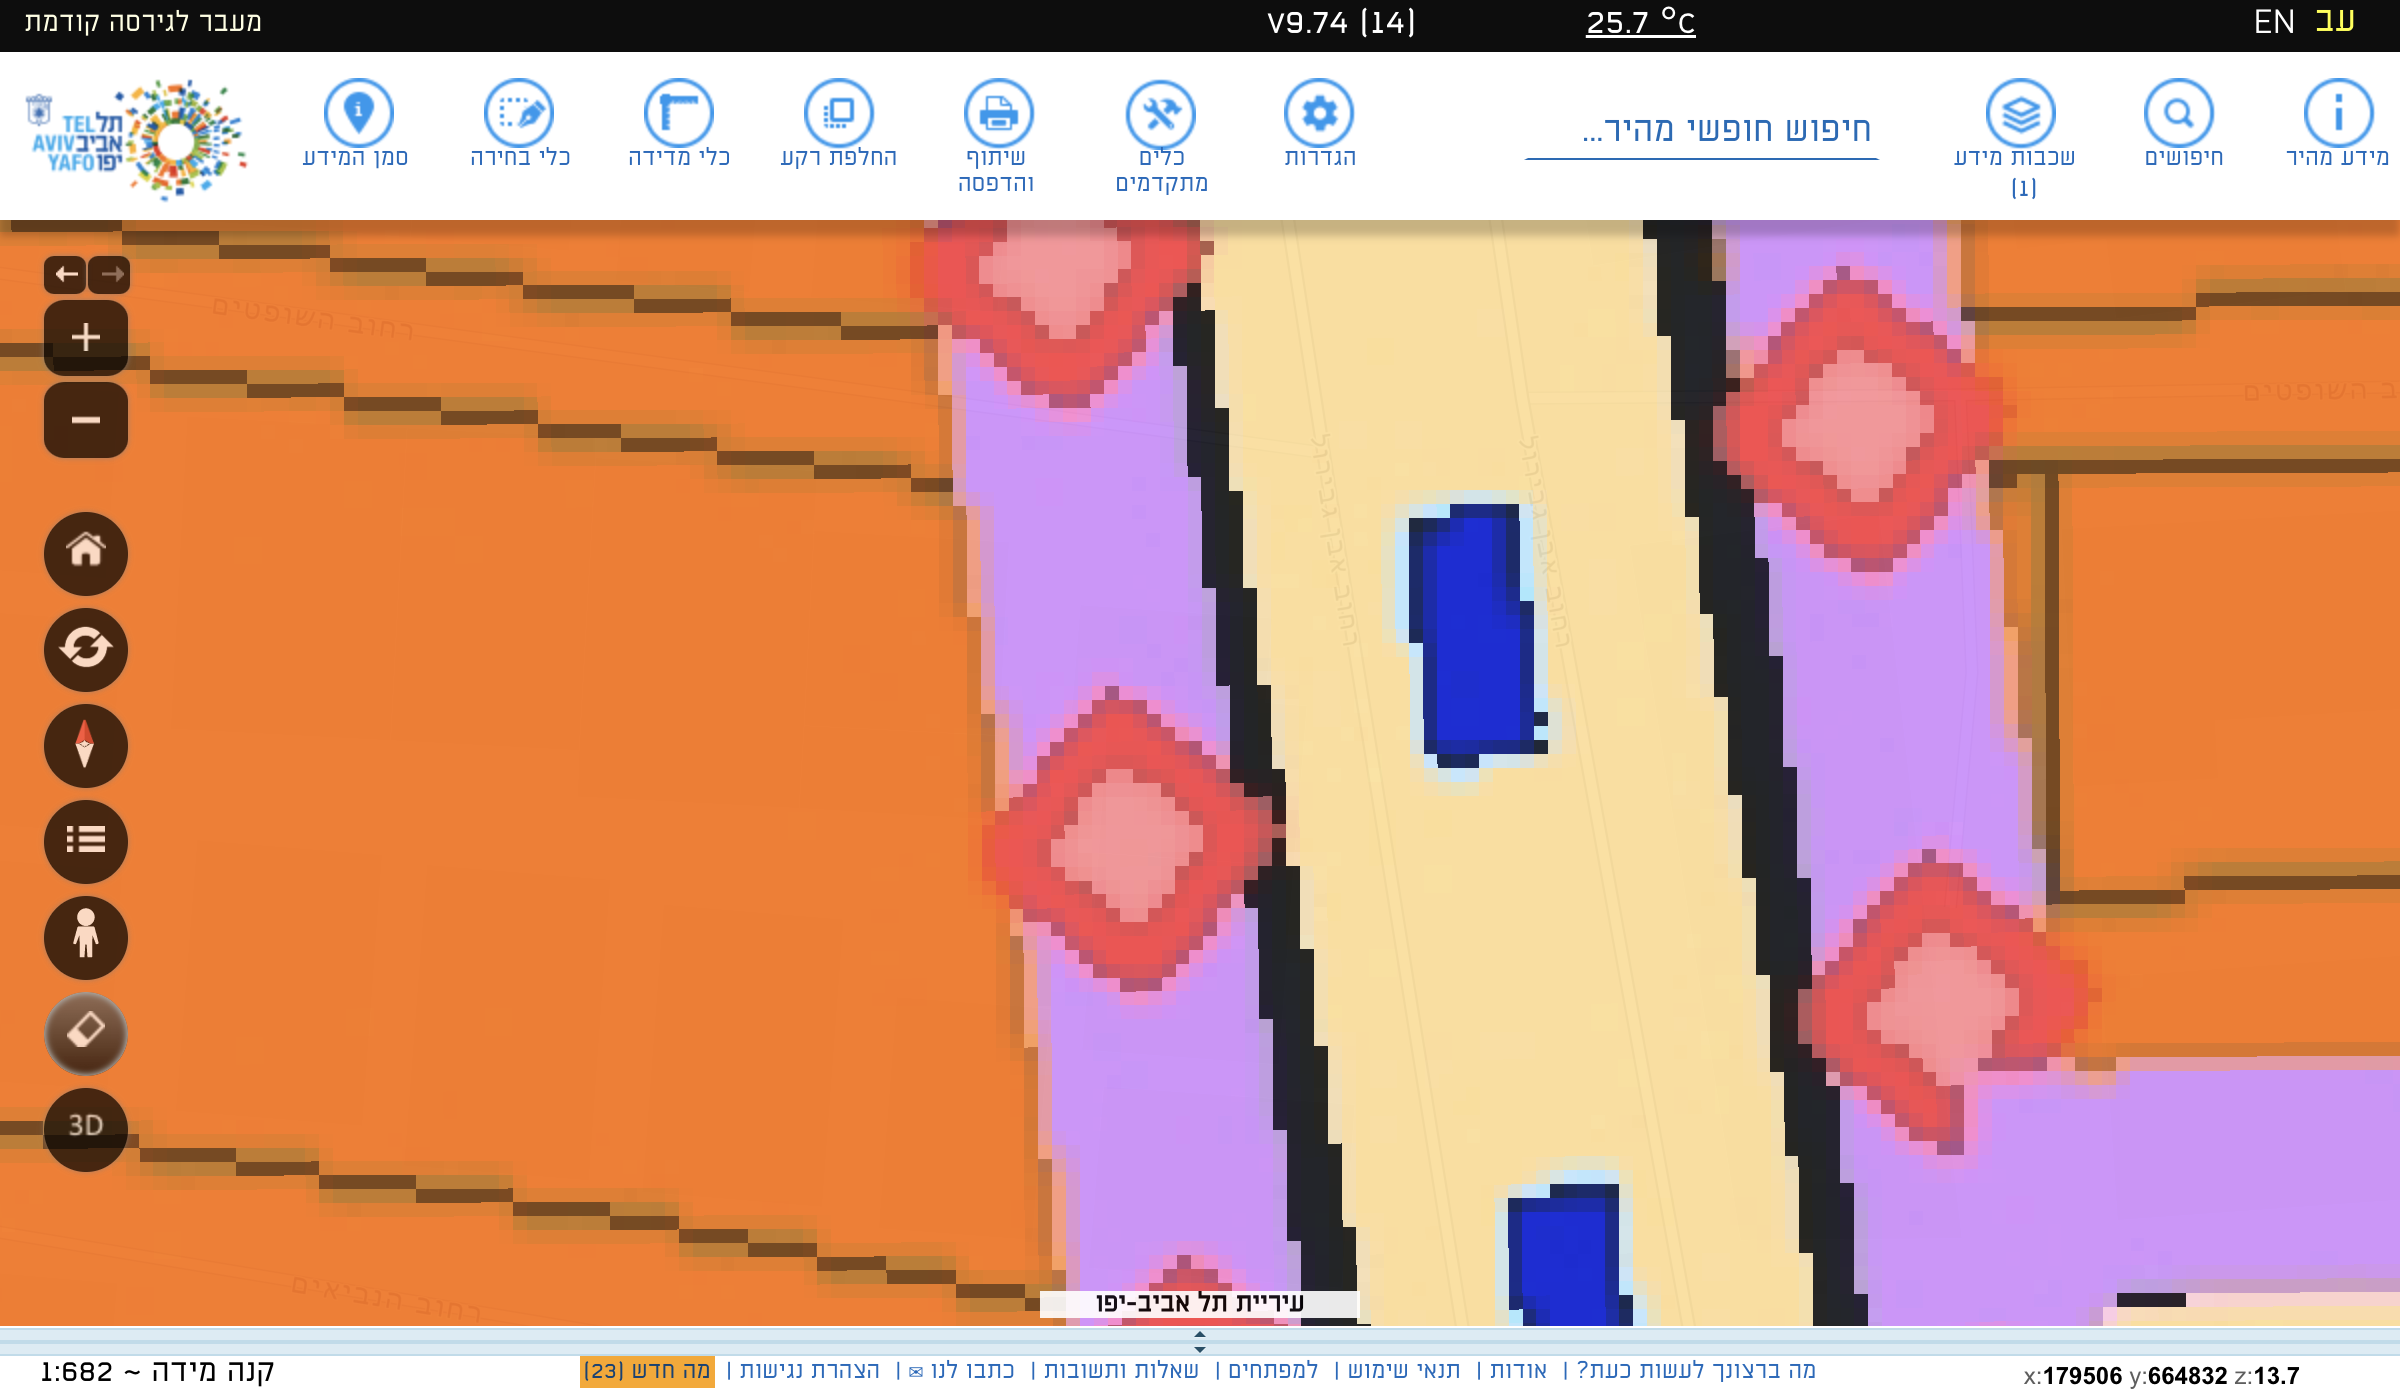 עב EN
25.7 °C
V9.74 (14)
מעבר לגירסה קודמת
מידע מהיר
חיפושים
שכבות מידע
(1)
חיפוש חופשי מהיר...
הגדרות
כלים
מתקדמים
שיתוף
והדפסה
החלפת רקע
כלי מדידה
כלי בחירה
סמן המידע
TEL תל
AVIV אביב
YAFO יפו
רחוב השופטים
ב השופטים
רחוב אבן גבירול
רחוב אבן גבירול
3D
רחוב הנביאים
עיריית תל אביב-יפו
מה ברצונך לעשות כעת? | אודות | תנאי שימוש | למפתחים | שאלות ותשובות | כתבו לנו ✉ | הצהרת נגישות | מה חדש (23)
קנה מידה ~ 1:682
x:179506 y:664832 z:13.7